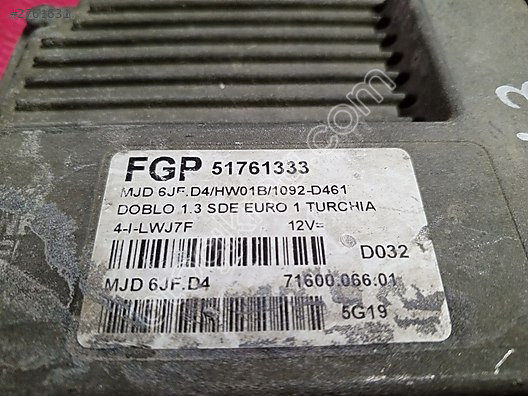 FGP 51761333
MJD 6JF.D4/HW01B/1092-D461
DOBLO 1.3 SDE EURO 1 TURCHIA
4-I-LWJ7F 12V=
D032
MJD 6JF.D4 71600.066.01
5G19